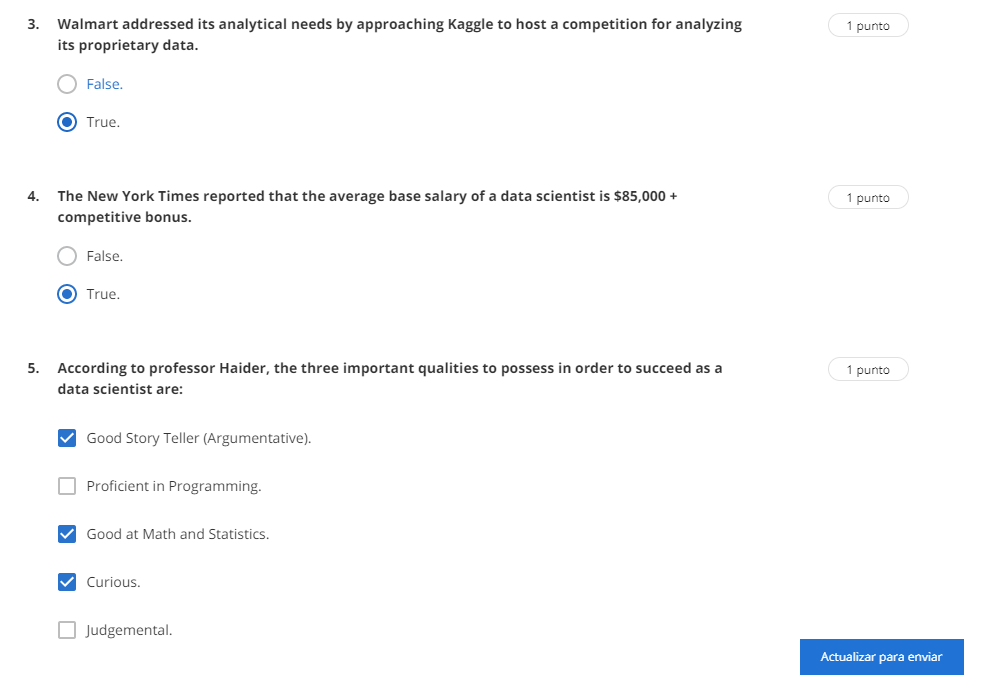 3. Walmart addressed its analytical needs by approaching Kaggle to host a competition for analyzing
its proprietary data.
1 punto
False.
True.
4. The New York Times reported that the average base salary of a data scientist is $85,000 +
competitive bonus.
1 punto
False.
True.
5. According to professor Haider, the three important qualities to possess in order to succeed as a
data scientist are:
1 punto
Good Story Teller (Argumentative).
Proficient in Programming.
Good at Math and Statistics.
Curious.
Judgemental.
Actualizar para enviar